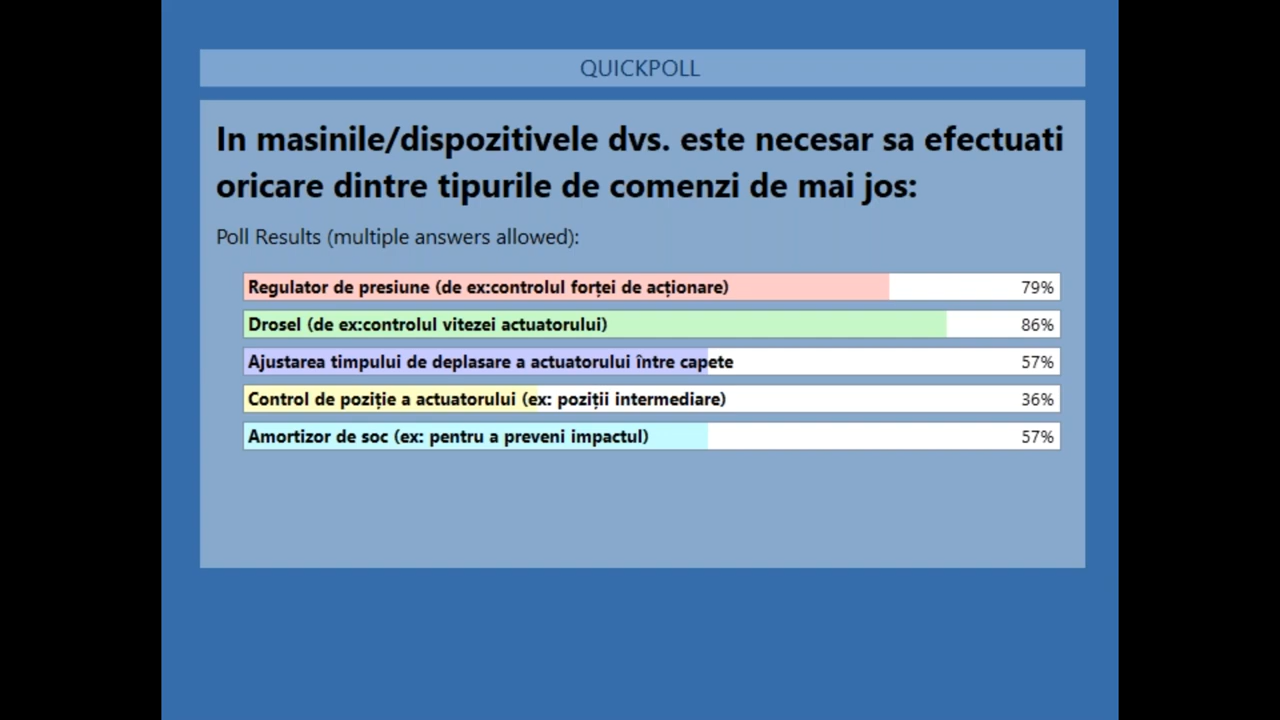 QUICKPOLL
In masinile/dispozitivele dvs. este necesar sa efectuati
oricare dintre tipurile de comenzi de mai jos:
Poll Results (multiple answers allowed):
Regulator de presiune (de ex:controlul forței de acționare) 79%
Drosel (de ex:controlul vitezei actuatorului) 86%
Ajustarea timpului de deplasare a actuatorului între capete 57%
Control de poziție a actuatorului (ex: poziții intermediare) 36%
Amortizor de soc (ex: pentru a preveni impactul) 57%